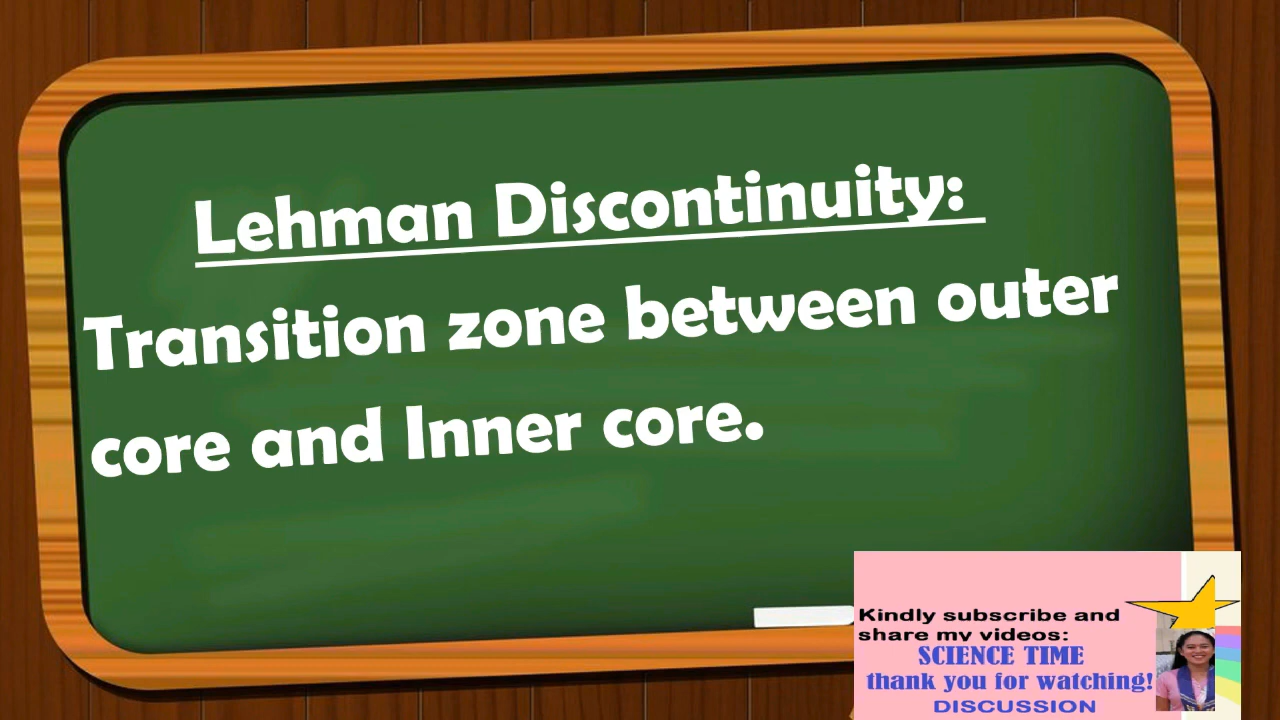 Lehman Discontinuity:
Transition zone between outer
core and Inner core.
Kindly subscribe and
share my videos:
SCIENCE TIME
thank you for watching!
DISCUSSION